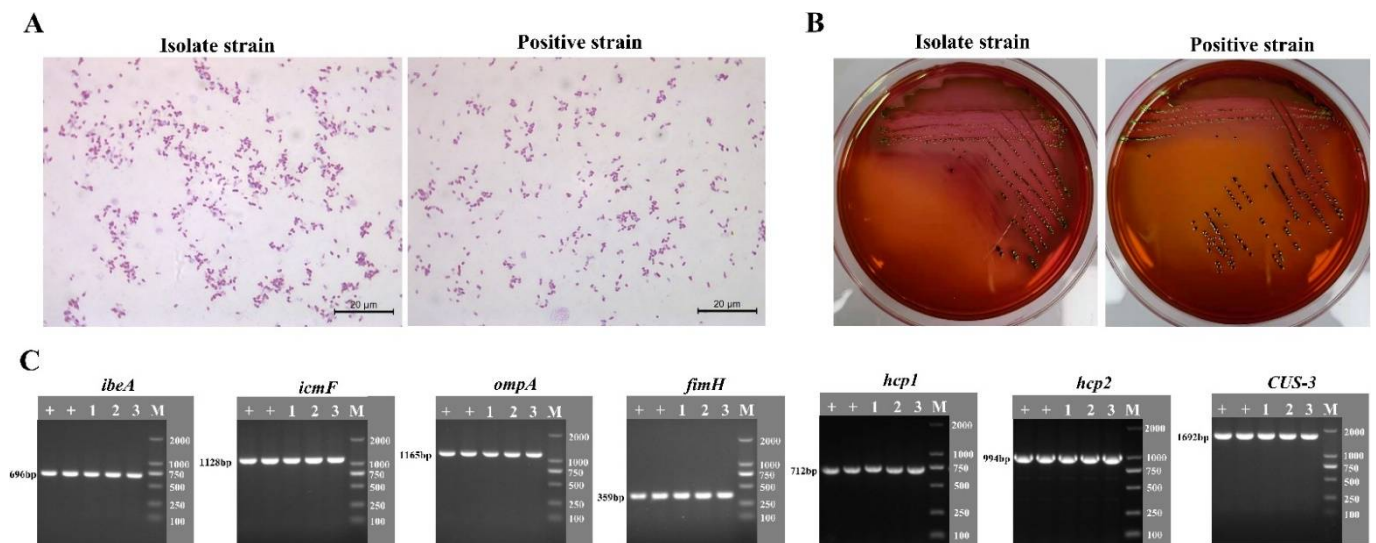 A
Isolate strain
Positive strain
20 μm
20 μm
B
Isolate strain
Positive strain
C
ibeA
+ + 1 2 3 M
696bp
2000
1000
750
500
250
100
icmF
+ + 1 2 3 M
1128bp
2000
1000
750
500
250
100
ompA
+ + 1 2 3 M
1165bp
2000
1000
750
500
250
100
fimH
+ + 1 2 3 M
359bp
2000
1000
750
500
250
100
hcp1
+ + 1 2 3 M
712bp
2000
1000
750
500
250
100
hcp2
+ + 1 2 3 M
994bp
2000
1000
750
500
250
100
CUS-3
+ + 1 2 3 M
1692bp
2000
1000
750
500
250
100